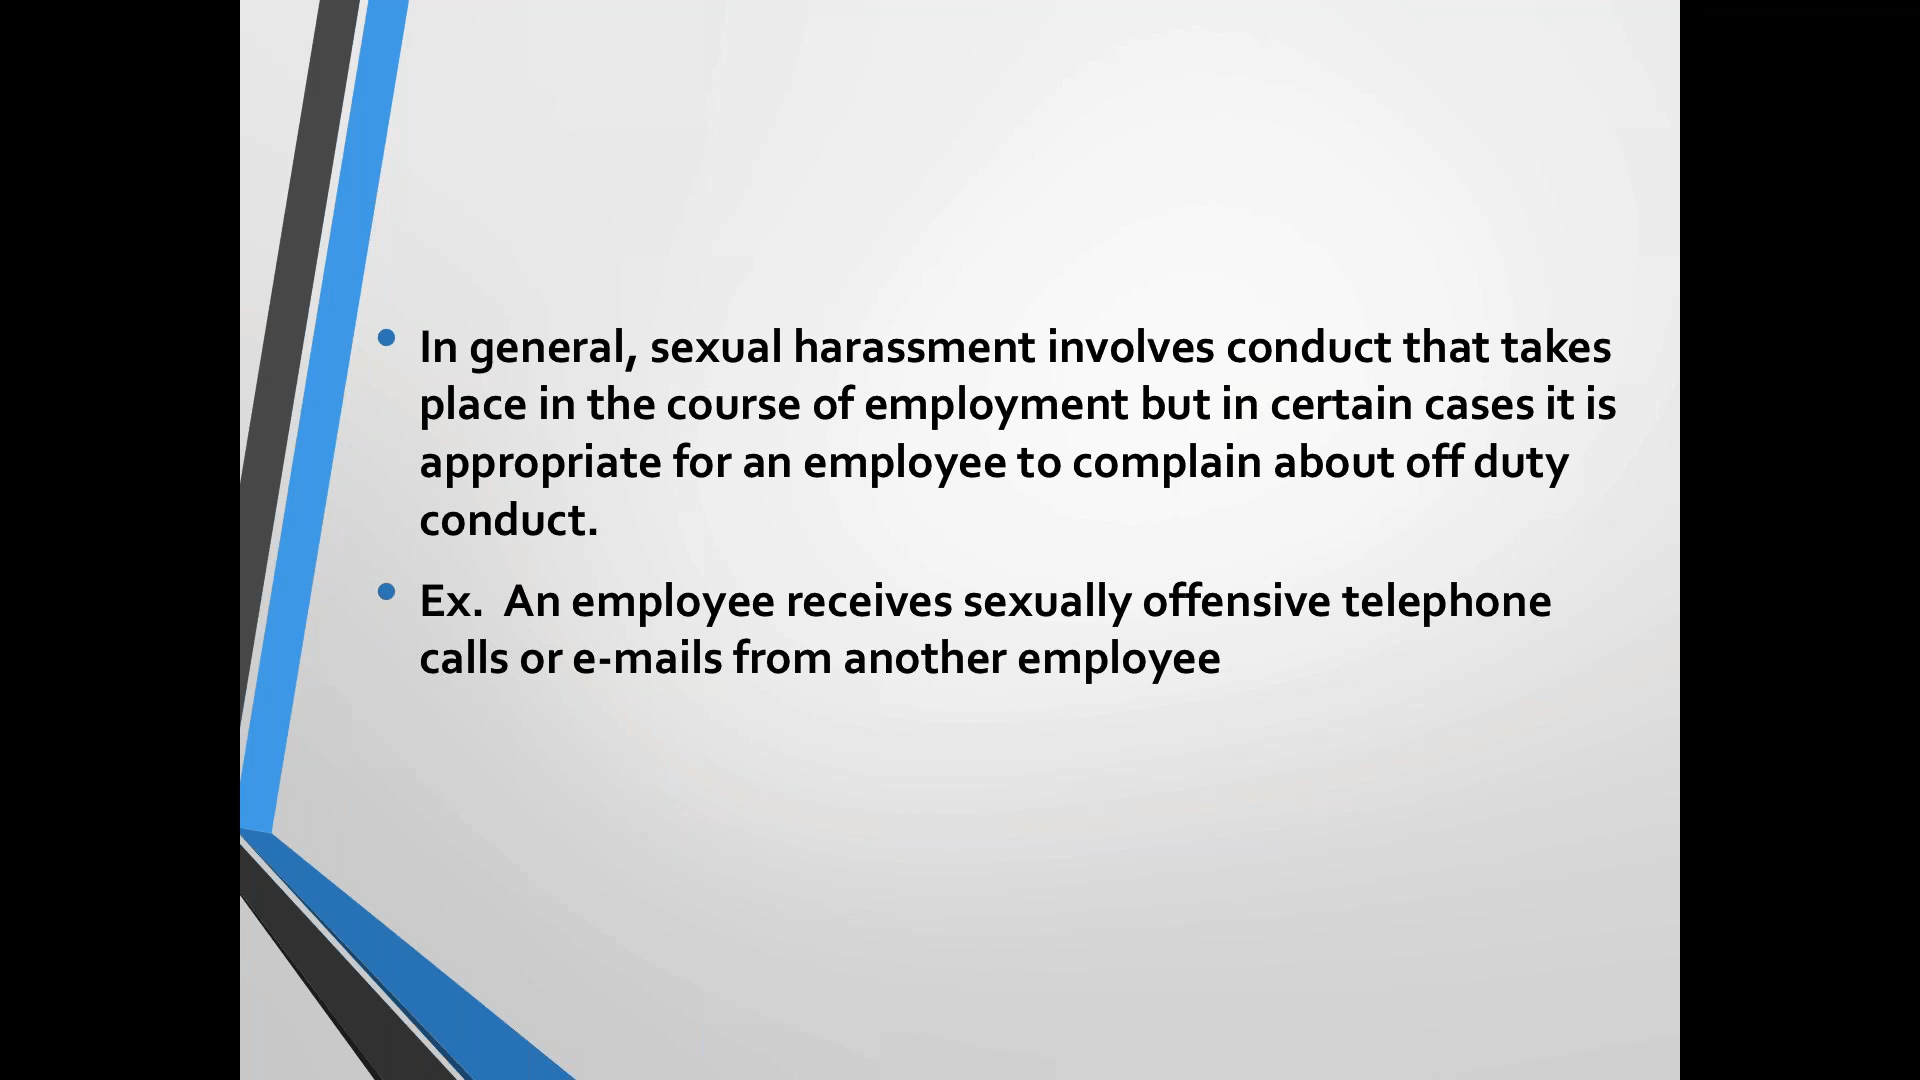 • In general, sexual harassment involves conduct that takes
place in the course of employment but in certain cases it is
appropriate for an employee to complain about off duty
conduct.
• Ex.  An employee receives sexually offensive telephone
calls or e-mails from another employee